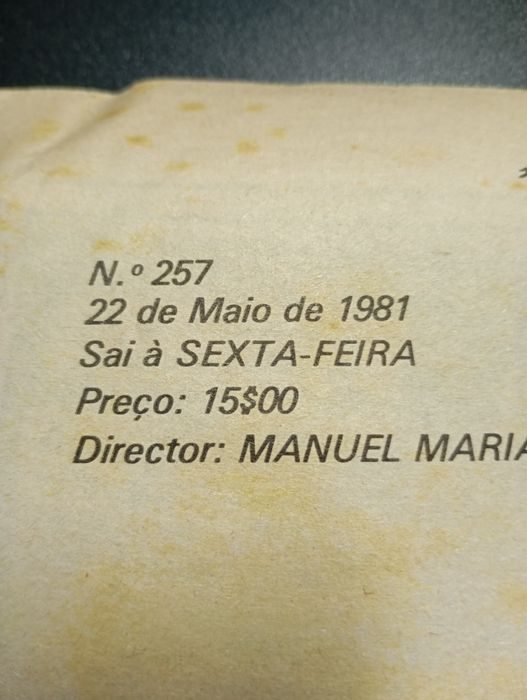 N.º 257
22 de Maio de 1981
Sai à SEXTA-FEIRA
Preço: 15$00
Director: MANUEL MARIA